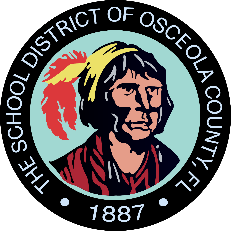 THE SCHOOL DISTRICT OF OSCEOLA COUNTY, FL
• 1887 •